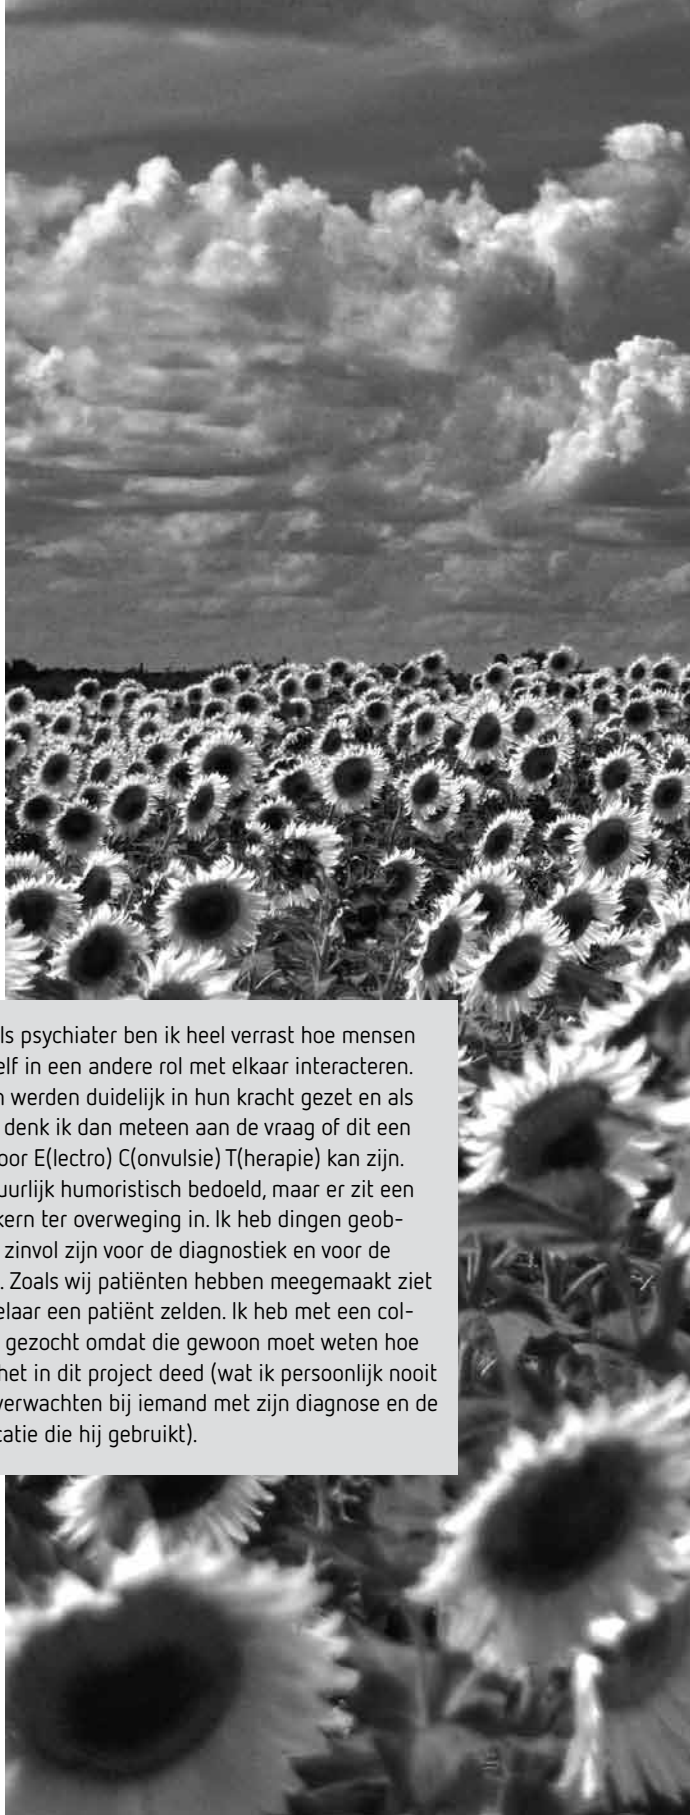 ls psychiater ben ik heel verrast hoe mensen
elf in een andere rol met elkaar interacteren.
n werden duidelijk in hun kracht gezet en als
denk ik dan meteen aan de vraag of dit een
oor E(lectro) C(onvulsie) T(herapie) kan zijn.
uurlijk humoristisch bedoeld, maar er zit een
kern ter overweging in. Ik heb dingen geob-
zinvol zijn voor de diagnostiek en voor de
. Zoals wij patiënten hebben meegemaakt ziet
elaar een patiënt zelden. Ik heb met een col-
gezocht omdat die gewoon moet weten hoe
het in dit project deed (wat ik persoonlijk nooit
verwachten bij iemand met zijn diagnose en de
catie die hij gebruikt).